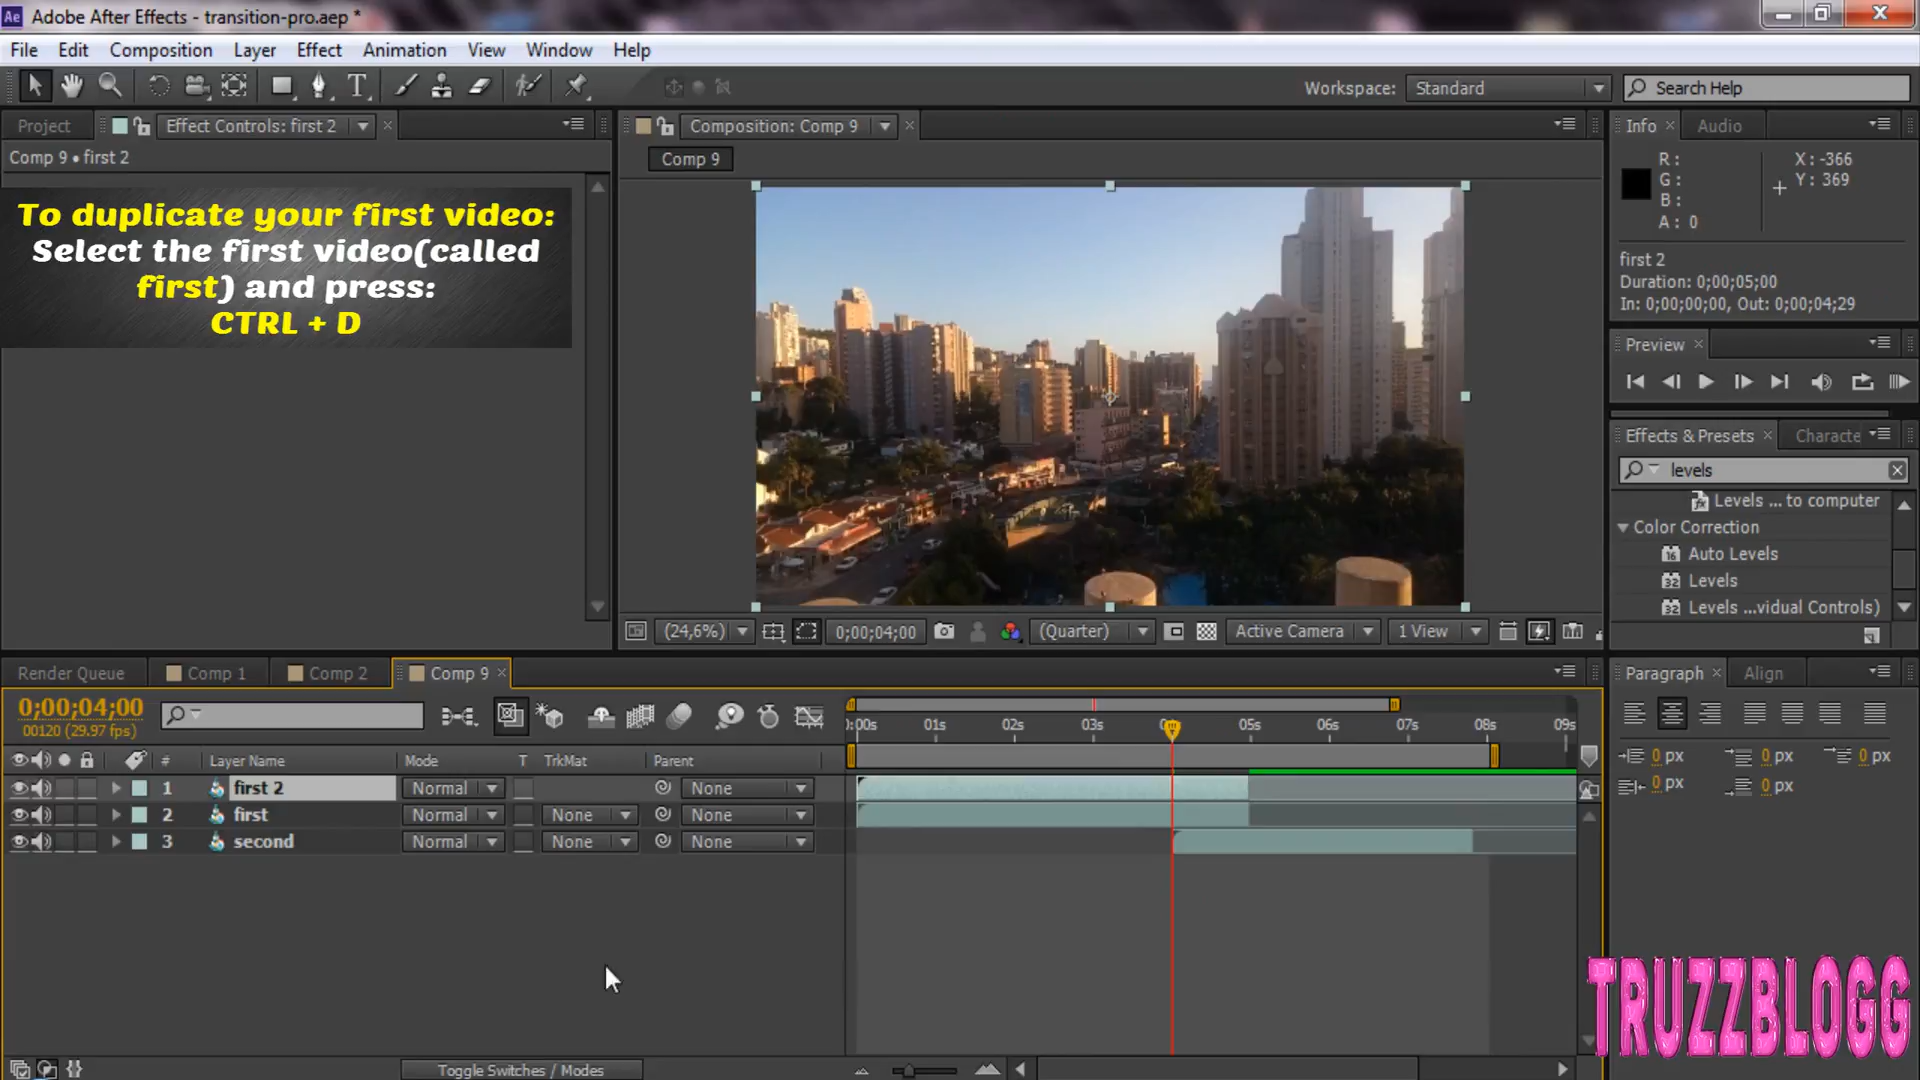 Adobe After Effects - transition-pro.aep *
File Edit Composition Layer Effect Animation View Window Help
Workspace: Standard Search Help
Project Effect Controls: first 2
Comp 9 • first 2
To duplicate your first video:
Select the first video(called
first) and press:
CTRL + D
Composition: Comp 9
Comp 9
(24,6%) 0;00;04;00 (Quarter) Active Camera 1 View
Info Audio
R: X: -366
G: Y: 369
B:
A: 0
first 2
Duration: 0;00;05;00
In: 0;00;00;00, Out: 0;00;04;29
Preview
Effects & Presets Characte
levels
Levels ... to computer
Color Correction
Auto Levels
Levels
Levels ...vidual Controls)
Render Queue Comp 1 Comp 2 Comp 9
0;00;04;00
00120 (29.97 fps)
:00s 01s 02s 03s 05s 06s 07s 08s 09s
# Layer Name Mode T TrkMat Parent
1 first 2 Normal None
2 first Normal None None
3 second Normal None None
Toggle Switches / Modes
Paragraph Align
0 px 0 px 0 px
0 px 0 px
TRUZZBLOGG